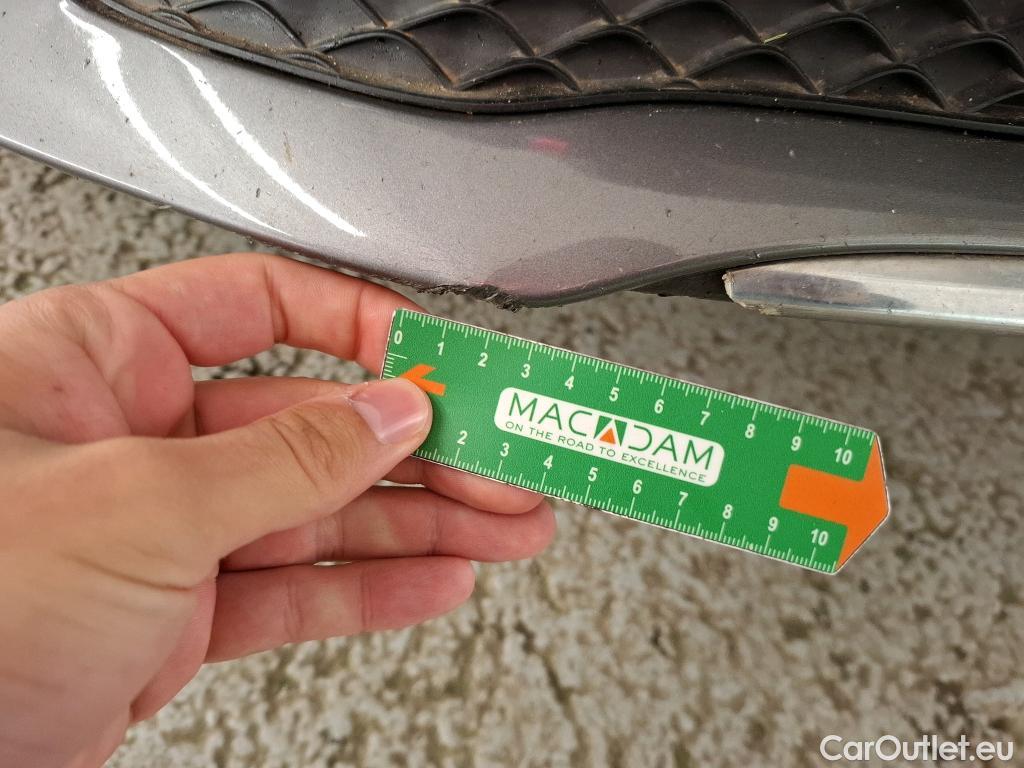 0 1 2 3 4 5 6 7 8 9 10
MACADAM
ON THE ROAD TO EXCELLENCE
2 3 4 5 6 7 8 9 10
CarOutlet.eu